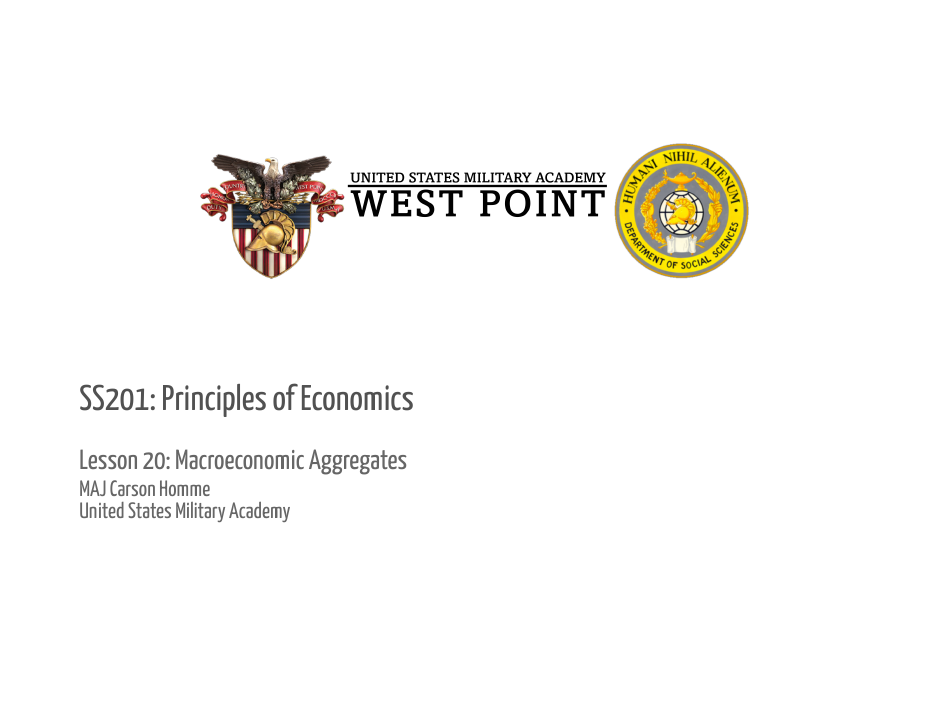 UNITED STATES MILITARY ACADEMY
WEST POINT
HUMANI NIHIL ALIENUM
DEPARTMENT OF SOCIAL SCIENCES
SS201: Principles of Economics
Lesson 20: Macroeconomic Aggregates
MAJ Carson Homme
United States Military Academy